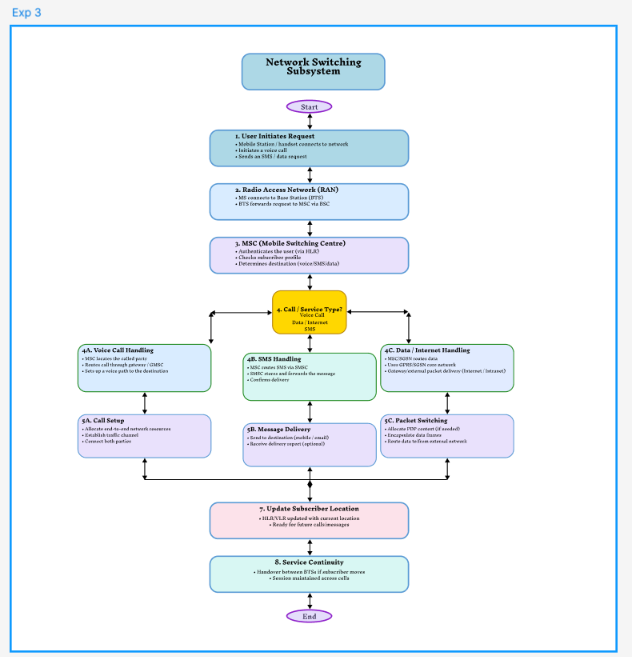 Exp 3
Network Switching
Subsystem
Start
1. User Initiates Request
• Mobile Station / handset connects to network
• Initiates a voice call
• Sends an SMS / data request
2. Radio Access Network (RAN)
• MS connects to Base Station (BTS)
• BTS forwards request to MSC via BSC
3. MSC (Mobile Switching Centre)
• Authenticates the user (via HLR)
• Checks subscriber profile
• Determines destination (voice/SMS/data)
4. Call / Service Type?
Voice Call
Data / Internet
SMS
4A. Voice Call Handling
• MSC locates the called party
• Routes call through gateway / GMSC
• Sets up a voice path to the destination
4B. SMS Handling
• MSC routes SMS via SMSC
• SMSC stores and forwards the message
• Confirms delivery
4C. Data / Internet Handling
• MSC/SGSN routes data
• Uses GPRS/GGSN core network
• Gateway/external packet delivery (Internet / Intranet)
5A. Call Setup
• Allocate end-to-end network resources
• Establish traffic channel
• Connect both parties
5B. Message Delivery
• Send to destination (mobile / email)
• Receive delivery report (optional)
5C. Packet Switching
• Allocate PDP context (if needed)
• Encapsulate data frames
• Route data to/from external network
7. Update Subscriber Location
• HLR/VLR updated with current location
• Ready for future calls/messages
8. Service Continuity
• Handover between BTSs if subscriber moves
• Session maintained across cells
End